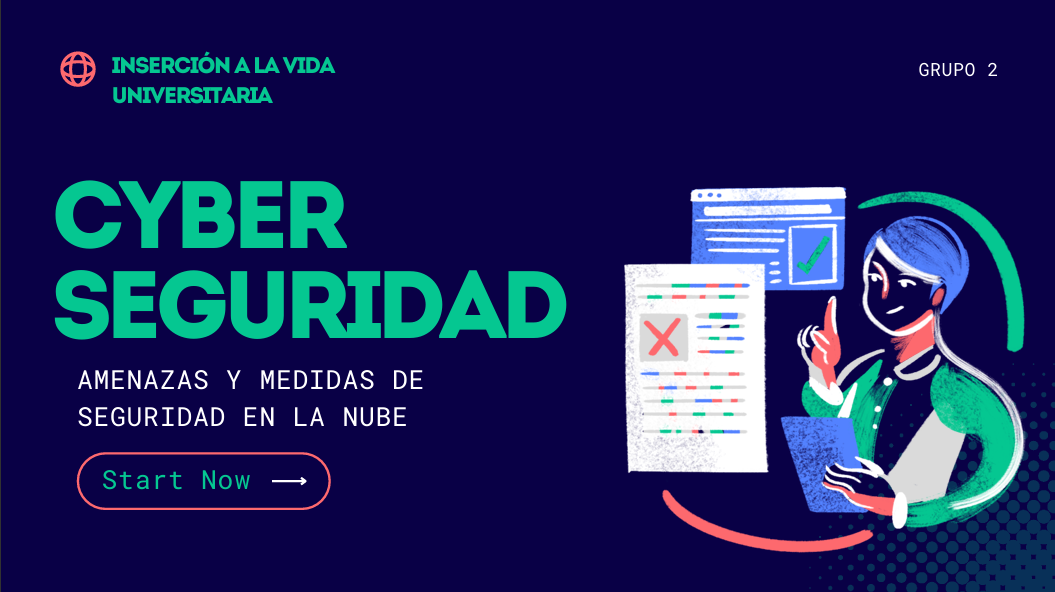 INSERCIÓN A LA VIDA
UNIVERSITARIA
GRUPO 2
CYBER
SEGURIDAD
AMENAZAS Y MEDIDAS DE
SEGURIDAD EN LA NUBE
Start Now